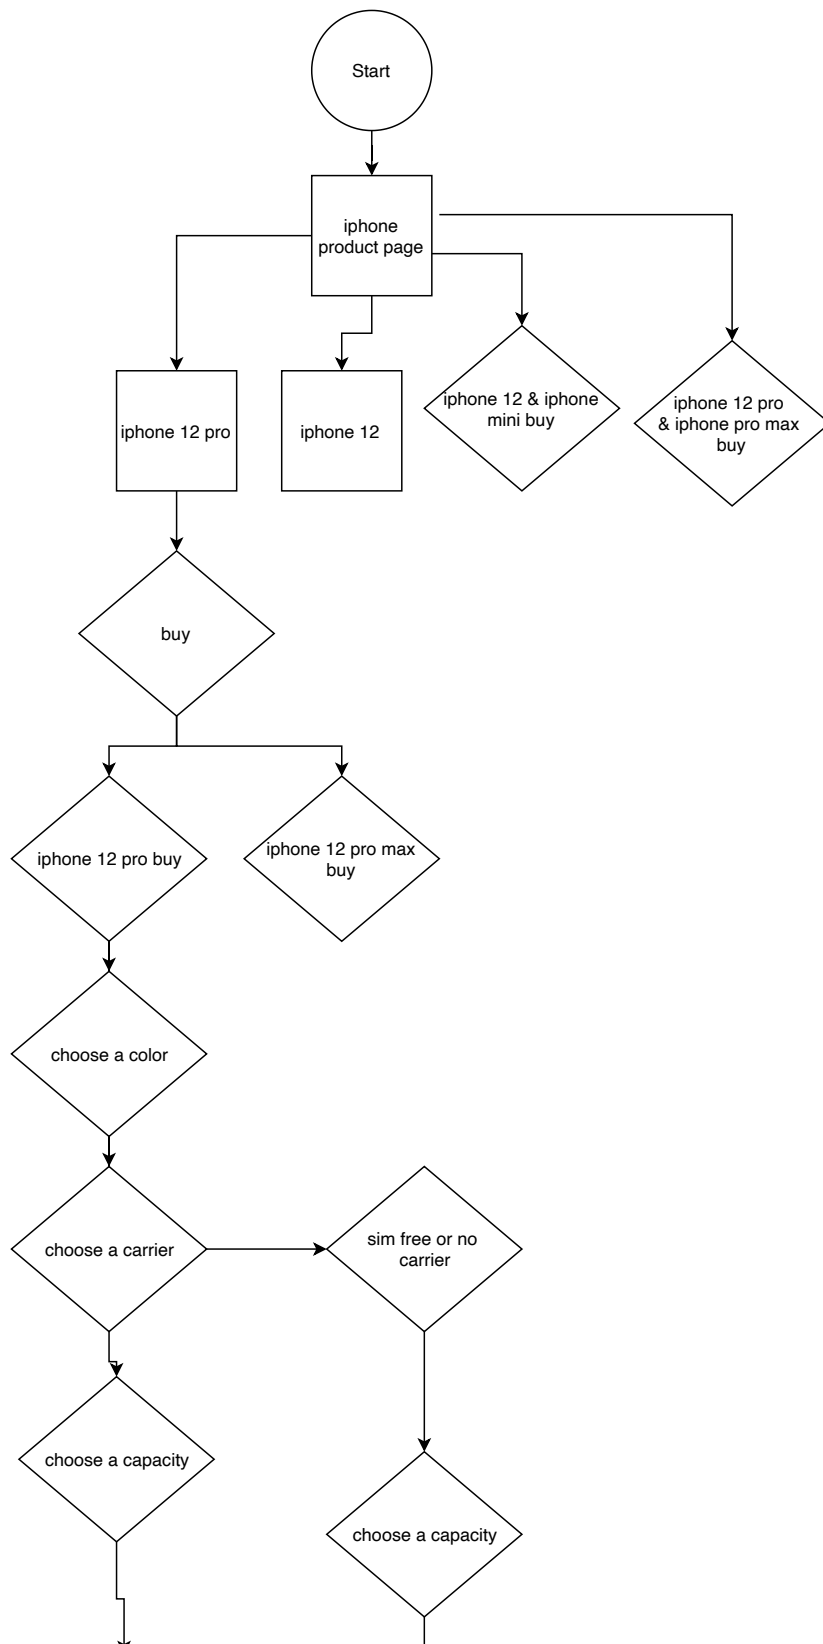 Start
iphone
product page
iphone 12 pro
iphone 12
iphone 12 & iphone
mini buy
iphone 12 pro
& iphone pro max
buy
buy
iphone 12 pro buy
iphone 12 pro max
buy
choose a color
choose a carrier
sim free or no
carrier
choose a capacity
choose a capacity